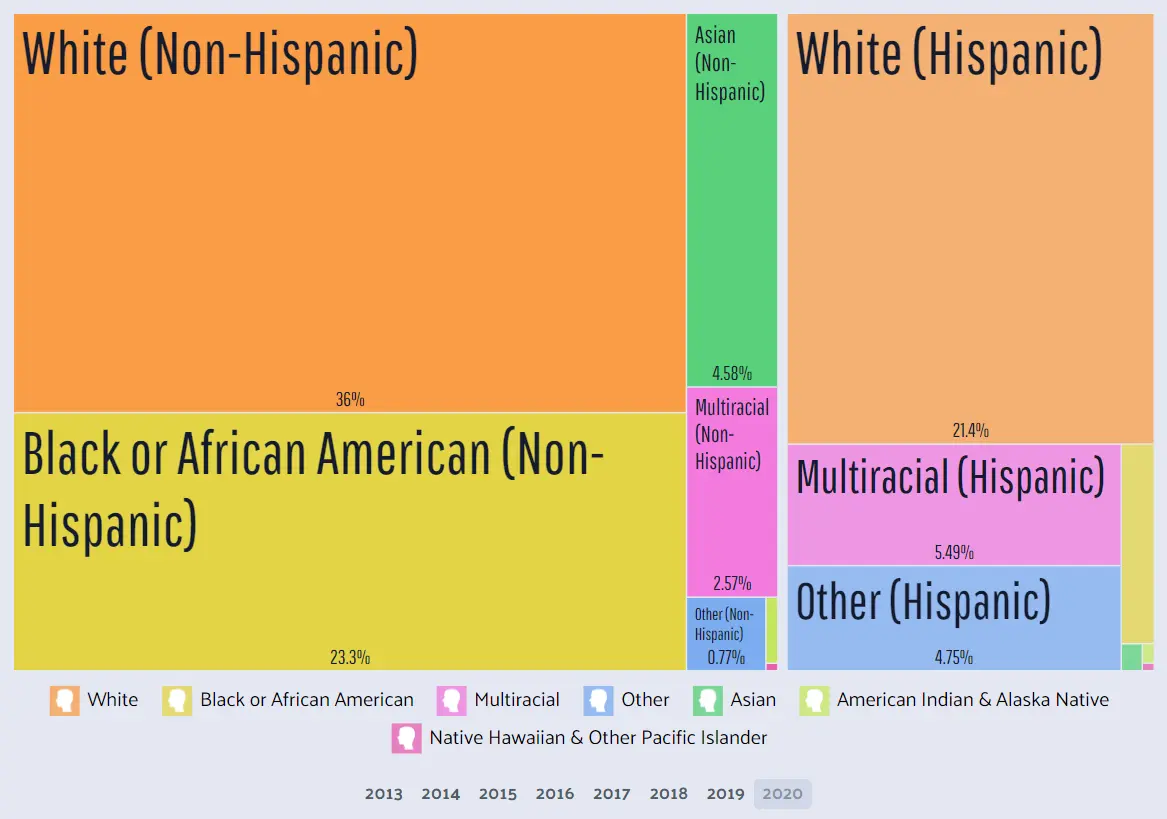 White (Non-Hispanic)
36%
Black or African American (Non-
Hispanic)
23.3%
Asian
(Non-
Hispanic)
4.58%
Multiracial
(Non-
Hispanic)
2.57%
Other (Non-
Hispanic)
0.77%
White (Hispanic)
21.4%
Multiracial (Hispanic)
5.49%
Other (Hispanic)
4.75%
White Black or African American Multiracial Other Asian American Indian & Alaska Native
Native Hawaiian & Other Pacific Islander
2013 2014 2015 2016 2017 2018 2019 2020